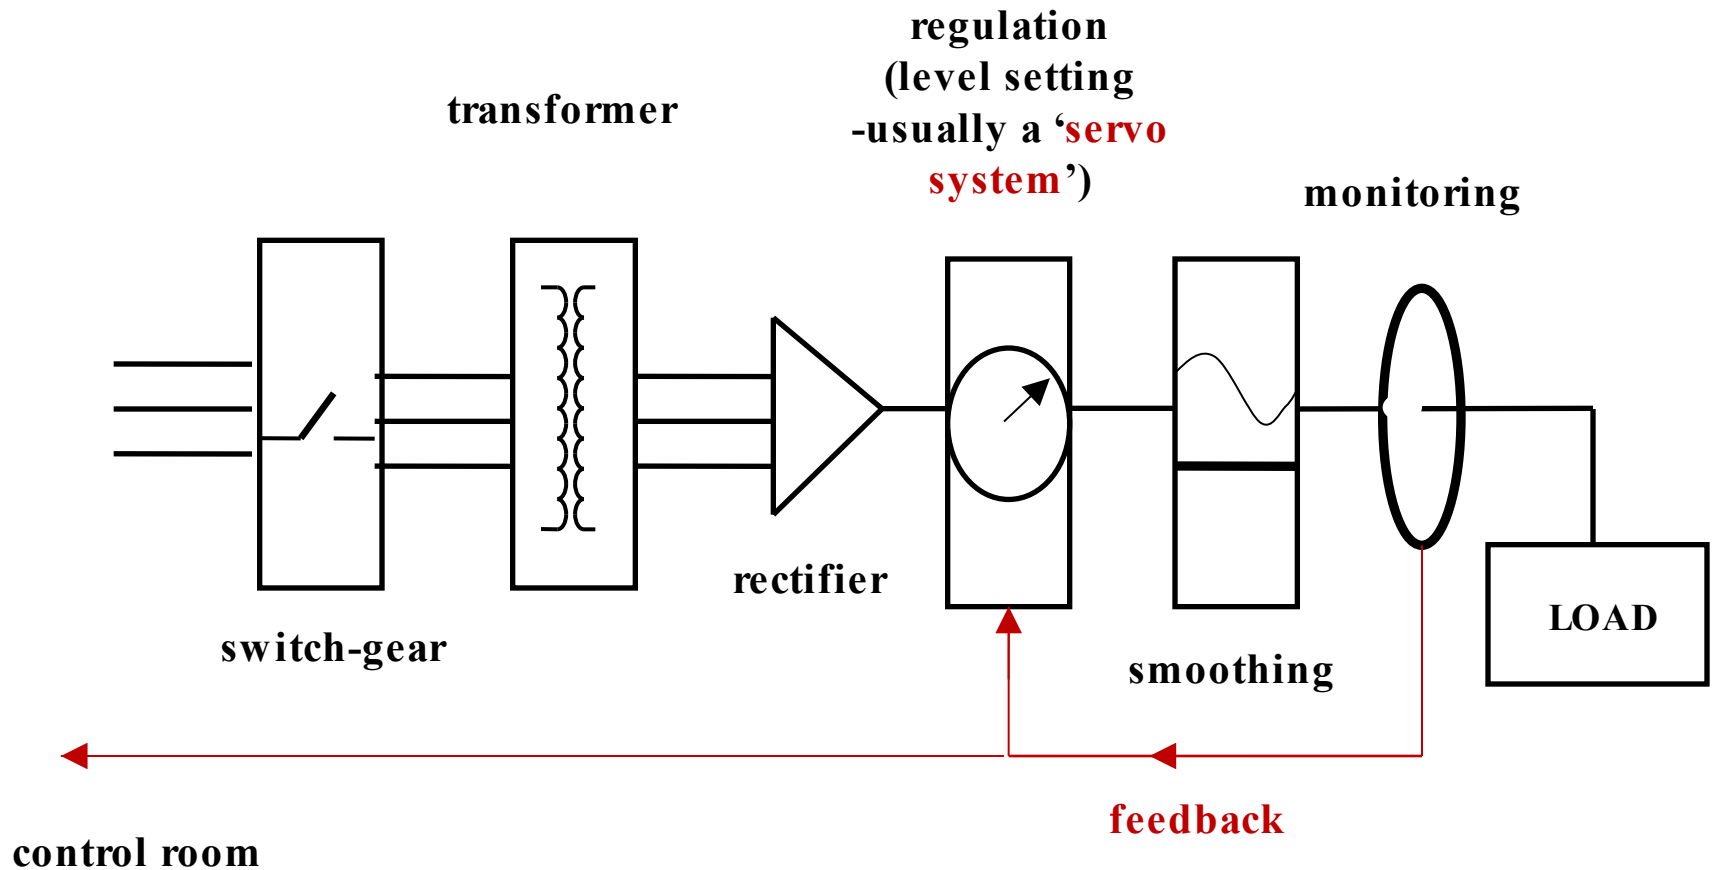 regulation
(level setting
-usually a ‘servo
system’)
transformer
monitoring
rectifier
LOAD
switch-gear
smoothing
feedback
control room